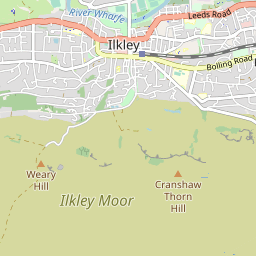 River Wharfe
Leeds Road
Ilkley
Bolling Road
Weary
Hill
Cranshaw
Thorn
Hill
Ilkley Moor